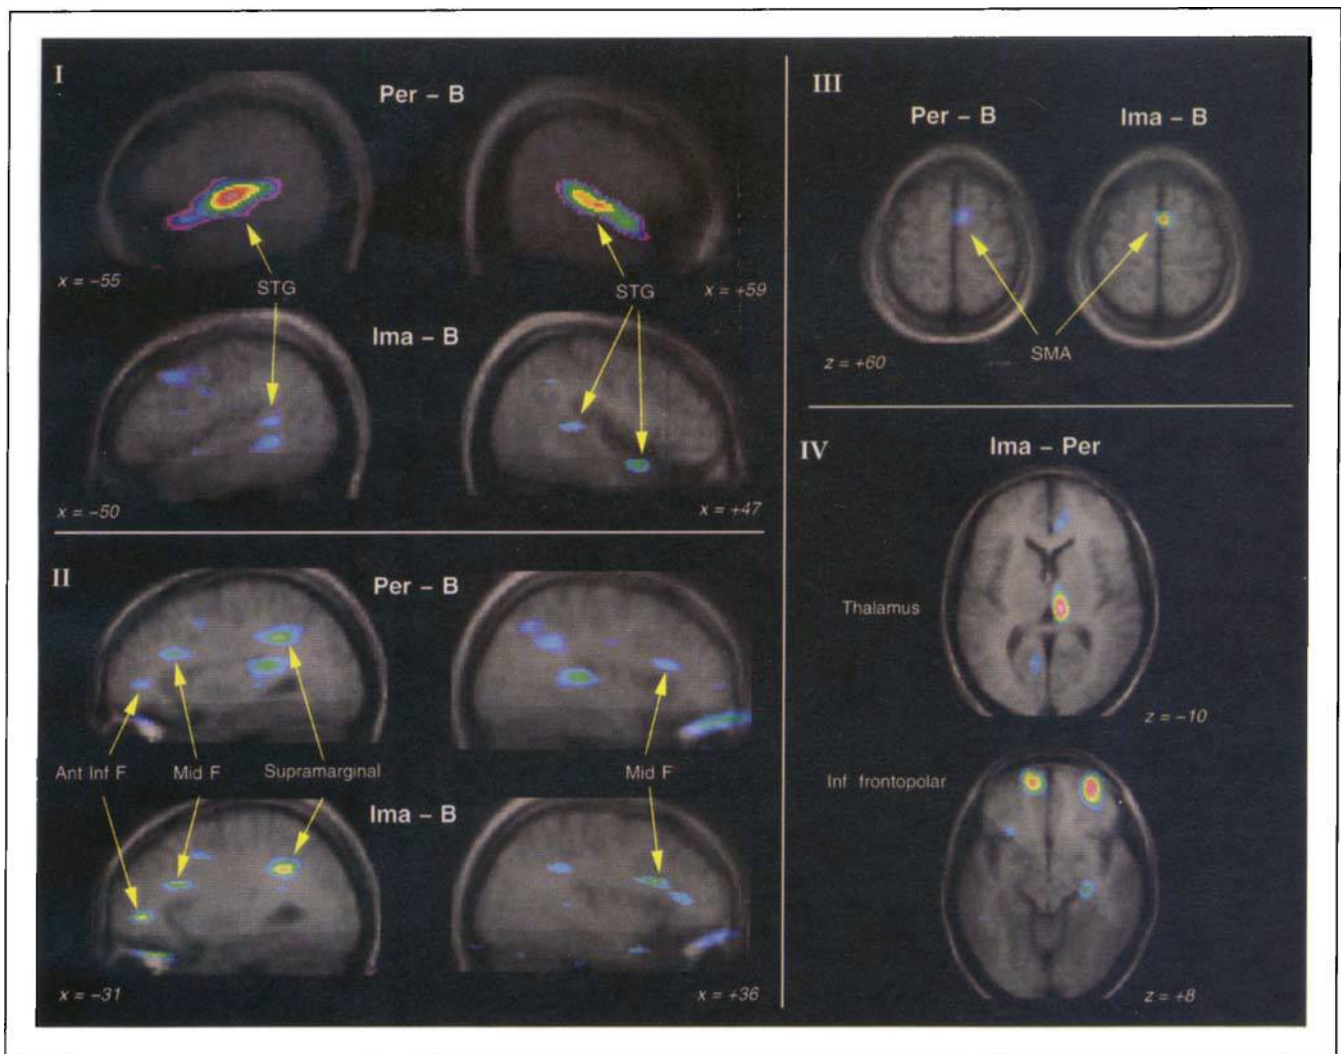 I
Per – B
x = –55
STG
STG
x = +59
Ima – B
x = –50
x = +47
II
Per – B
Ant Inf F
Mid F
Supramarginal
Mid F
Ima – B
x = –31
x = +36
III
Per – B
Ima – B
z = +60
SMA
IV
Ima – Per
Thalamus
z = –10
Inf frontopolar
z = +8